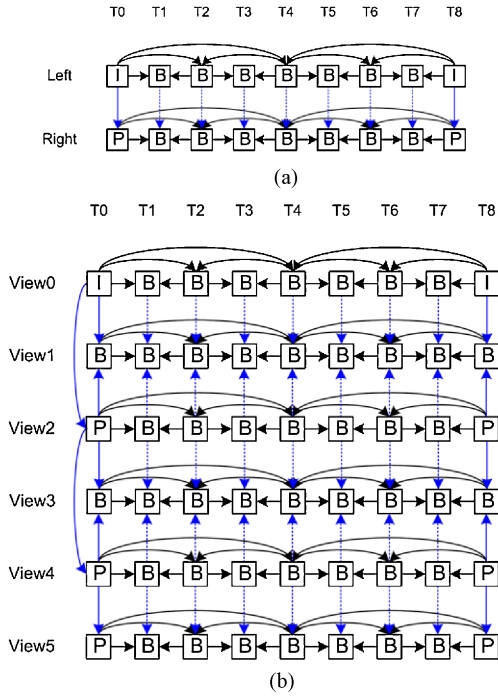 T0 T1 T2 T3 T4 T5 T6 T7 T8
Left I B B B B B B B I
Right P B B B B B B B P
(a)
T0 T1 T2 T3 T4 T5 T6 T7 T8
View0 I B B B B B B B I
View1 B B B B B B B B B
View2 P B B B B B B B P
View3 B B B B B B B B B
View4 P B B B B B B B P
View5 P B B B B B B B P
(b)